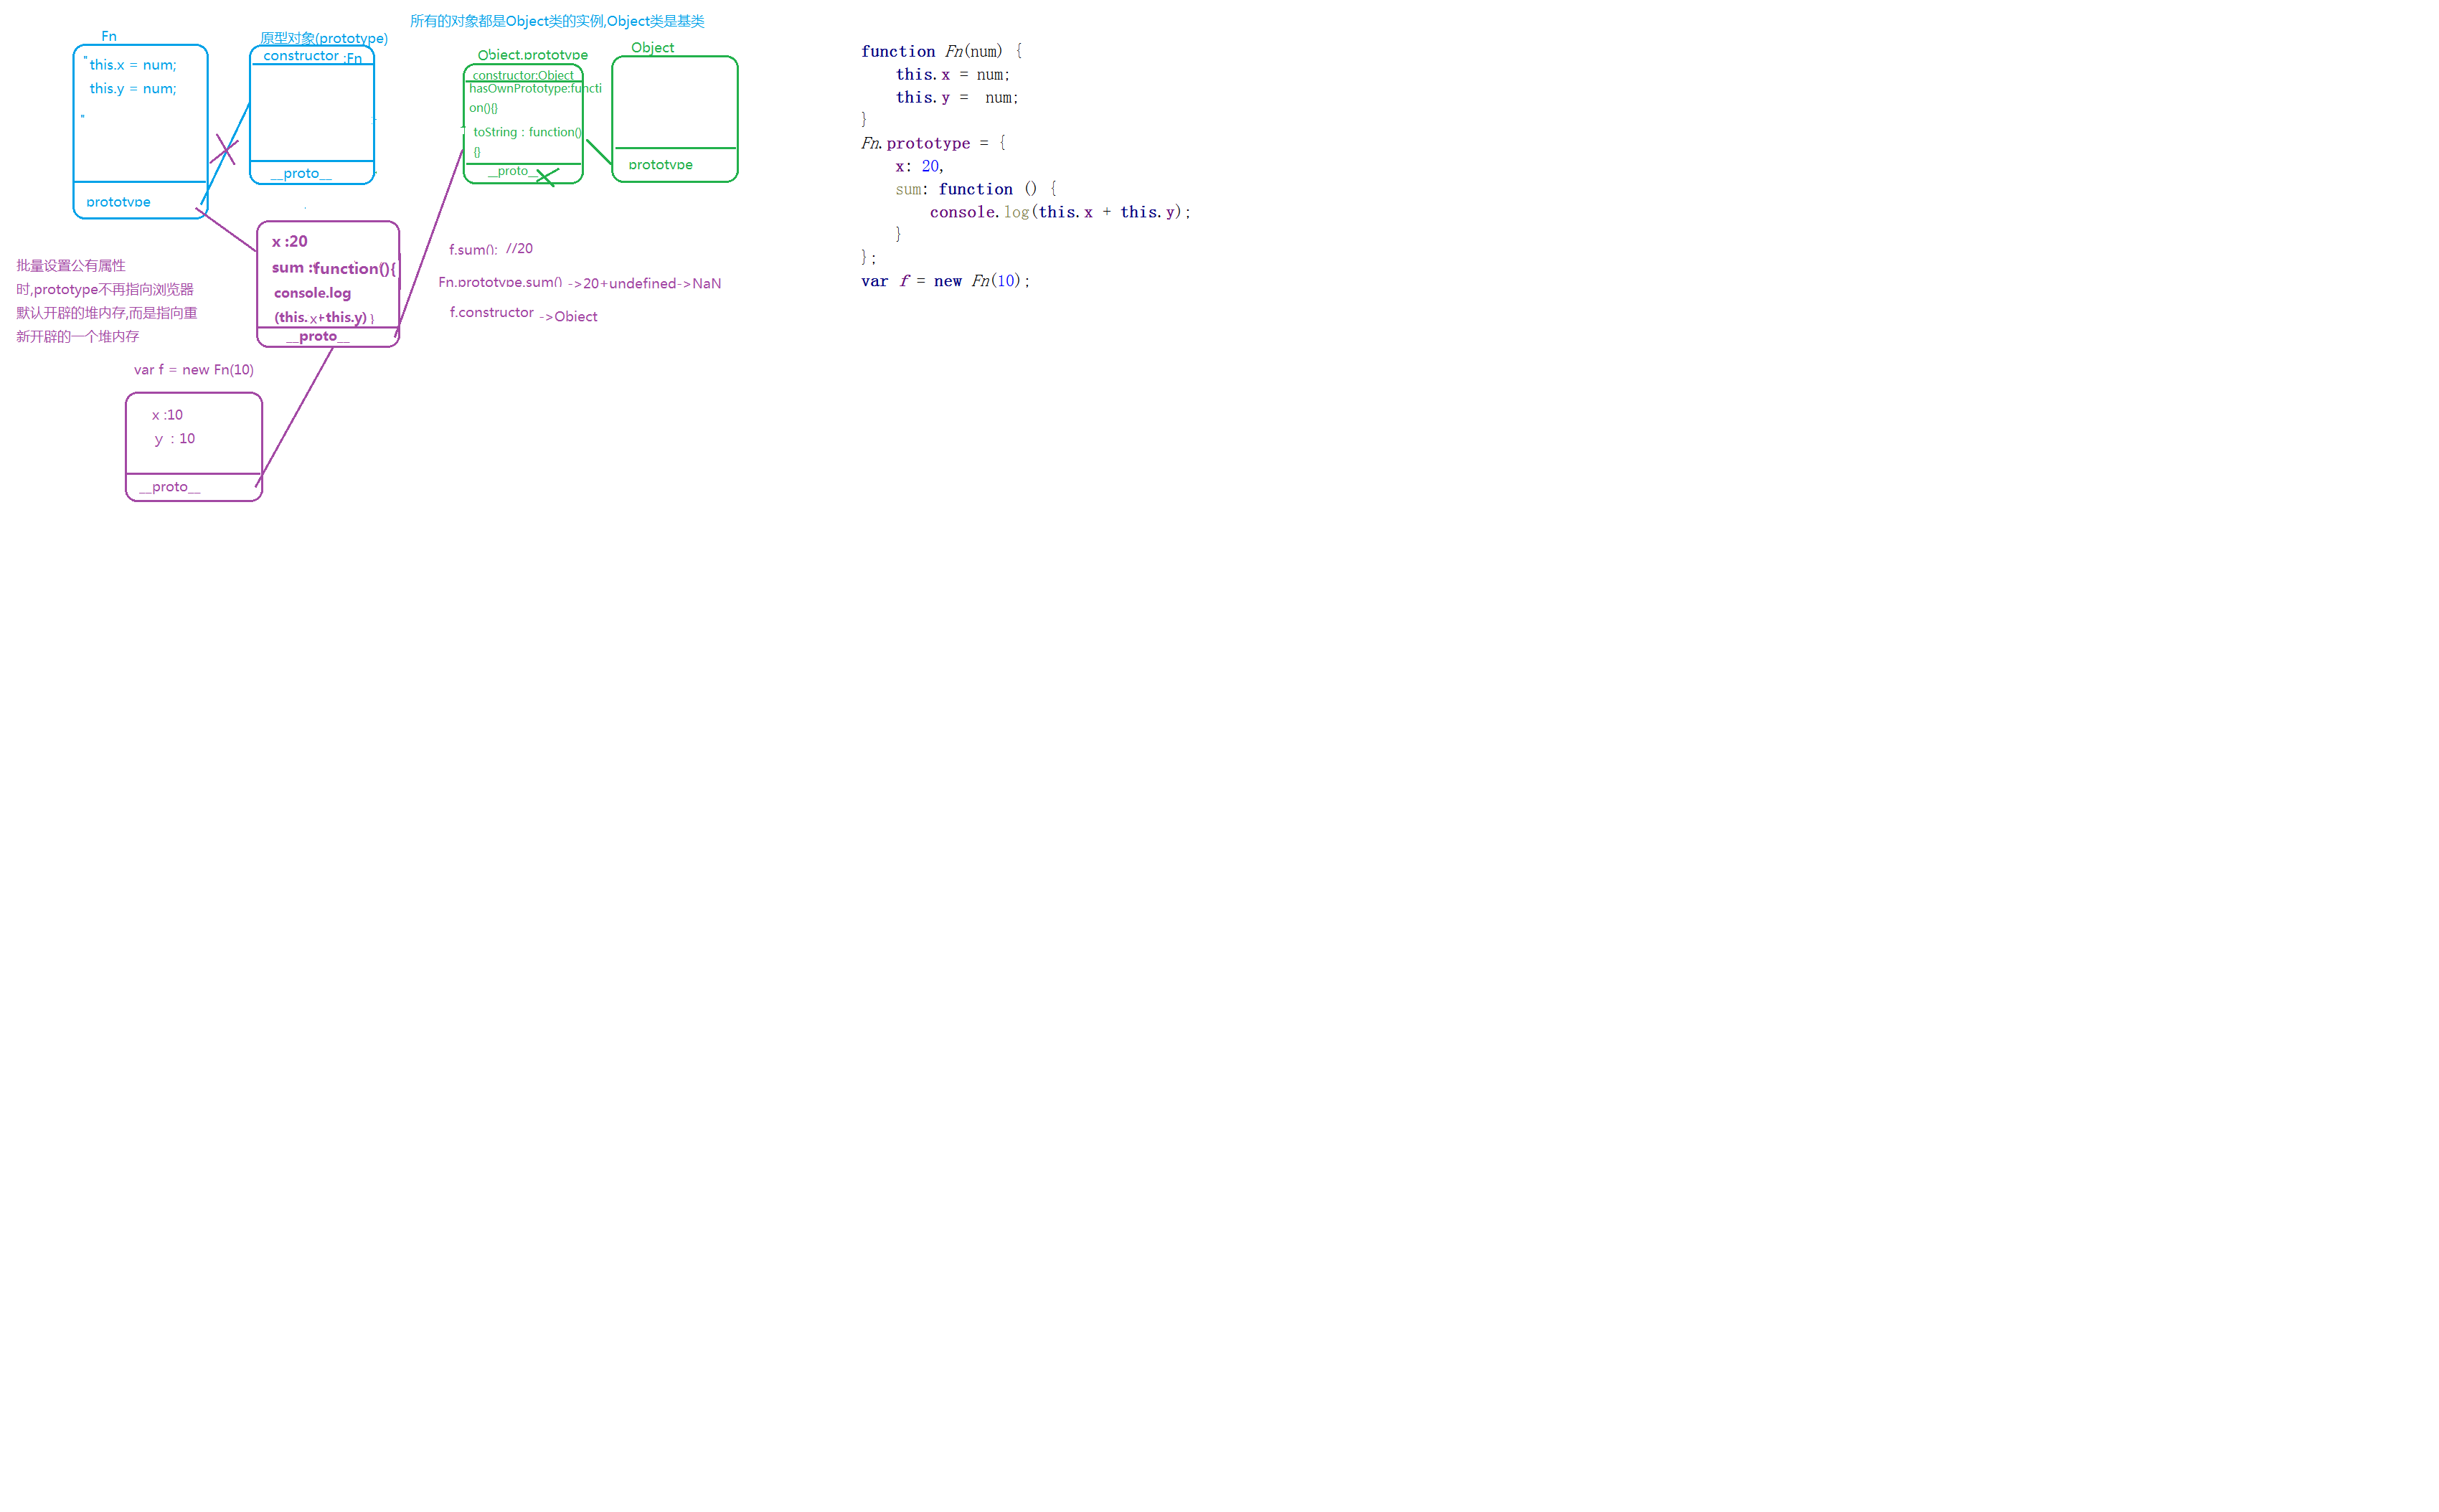 所有的对象都是Object类的实例,Object类是基类
Fn
"this.x = num;
this.y = num;
"
prototype
原型对象(prototype)
constructor :Fn
__proto__
Object.prototype
constructor:Object
hasOwnPrototype:functi
on(){}
toString : function()
{}
__proto__
Object
prototype
x :20
sum :function(){
console.log
(this.x+this.y) }
__proto__
批量设置公有属性
时,prototype不再指向浏览器
默认开辟的堆内存,而是指向重
新开辟的一个堆内存
var f = new Fn(10)
x :10
y : 10
__proto__
f.sum(); //20
Fn.prototype.sum() ->20+undefined->NaN
f.constructor ->Object
function Fn(num) {
this.x = num;
this.y =  num;
}
Fn.prototype = {
x: 20,
sum: function () {
console.log(this.x + this.y);
}
};
var f = new Fn(10);